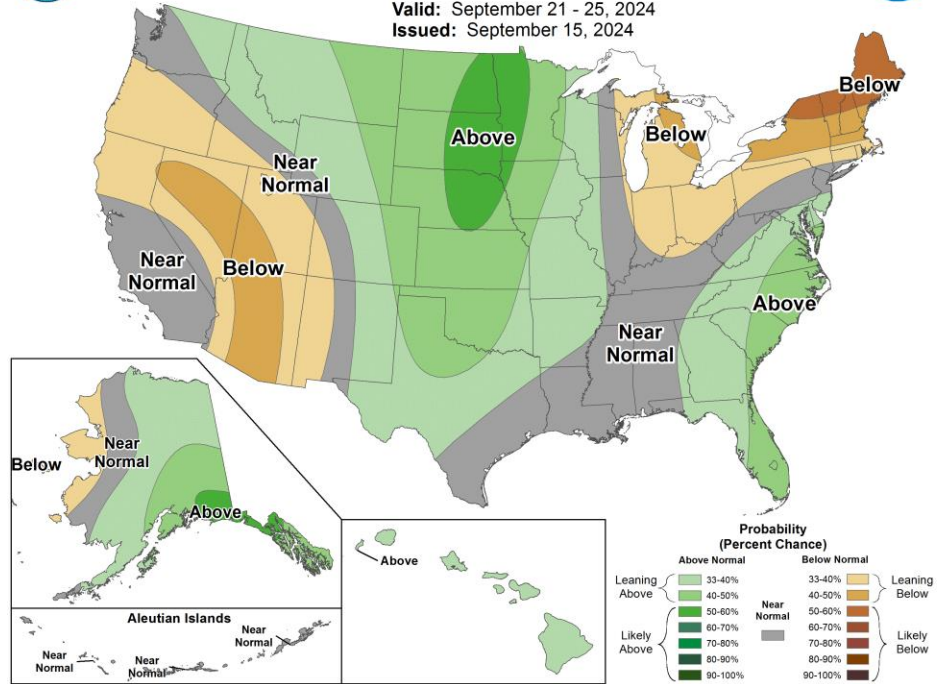 Valid: September 21 - 25, 2024
Issued: September 15, 2024
Below
Above
Below
Near
Normal
Near
Normal
Below
Above
Near
Normal
Near
Normal
Below
Above
Above
Aleutian Islands
Near
Normal
Near
Normal
Near
Normal
Probability
(Percent Chance)
Above Normal
Below Normal
Leaning
Above
33-40%
40-50%
Likely
Above
50-60%
60-70%
70-80%
80-90%
90-100%
Near
Normal
33-40%
40-50%
Leaning
Below
50-60%
60-70%
70-80%
80-90%
90-100%
Likely
Below